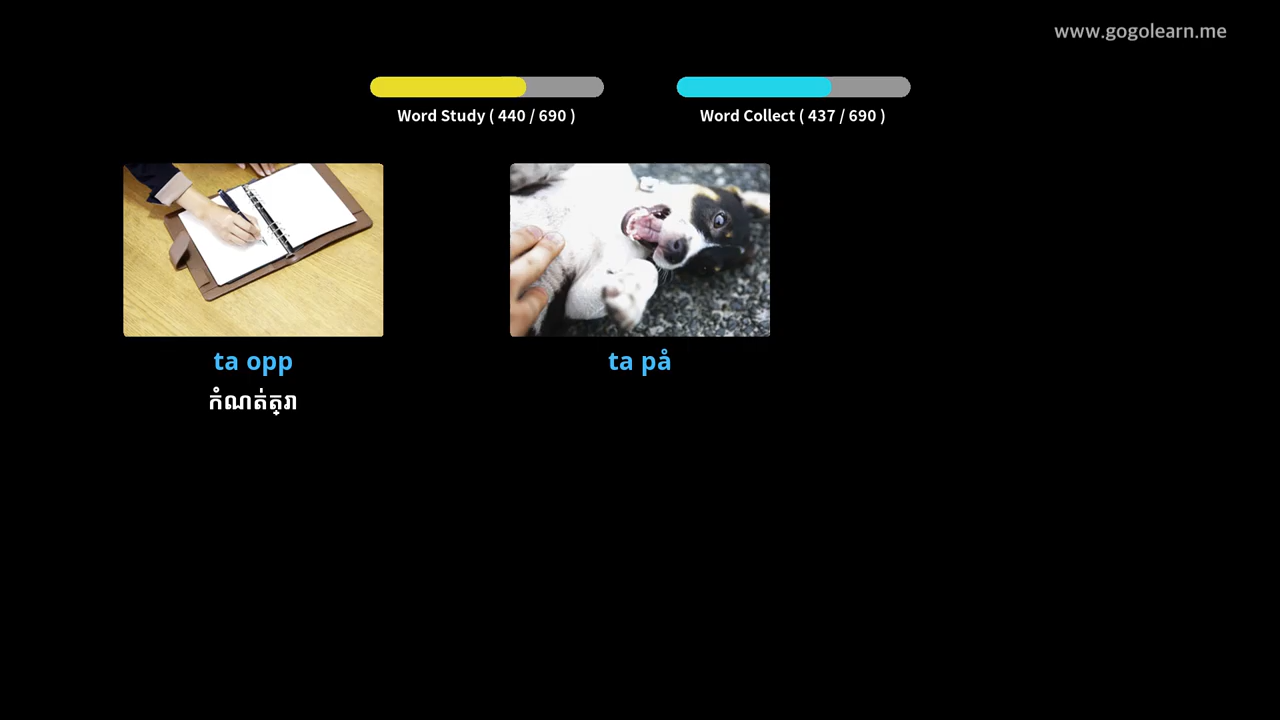 www.gogolearn.me
Word Study ( 440 / 690 )
Word Collect ( 437 / 690 )
ta opp
ta på
កំណត់ត្រា